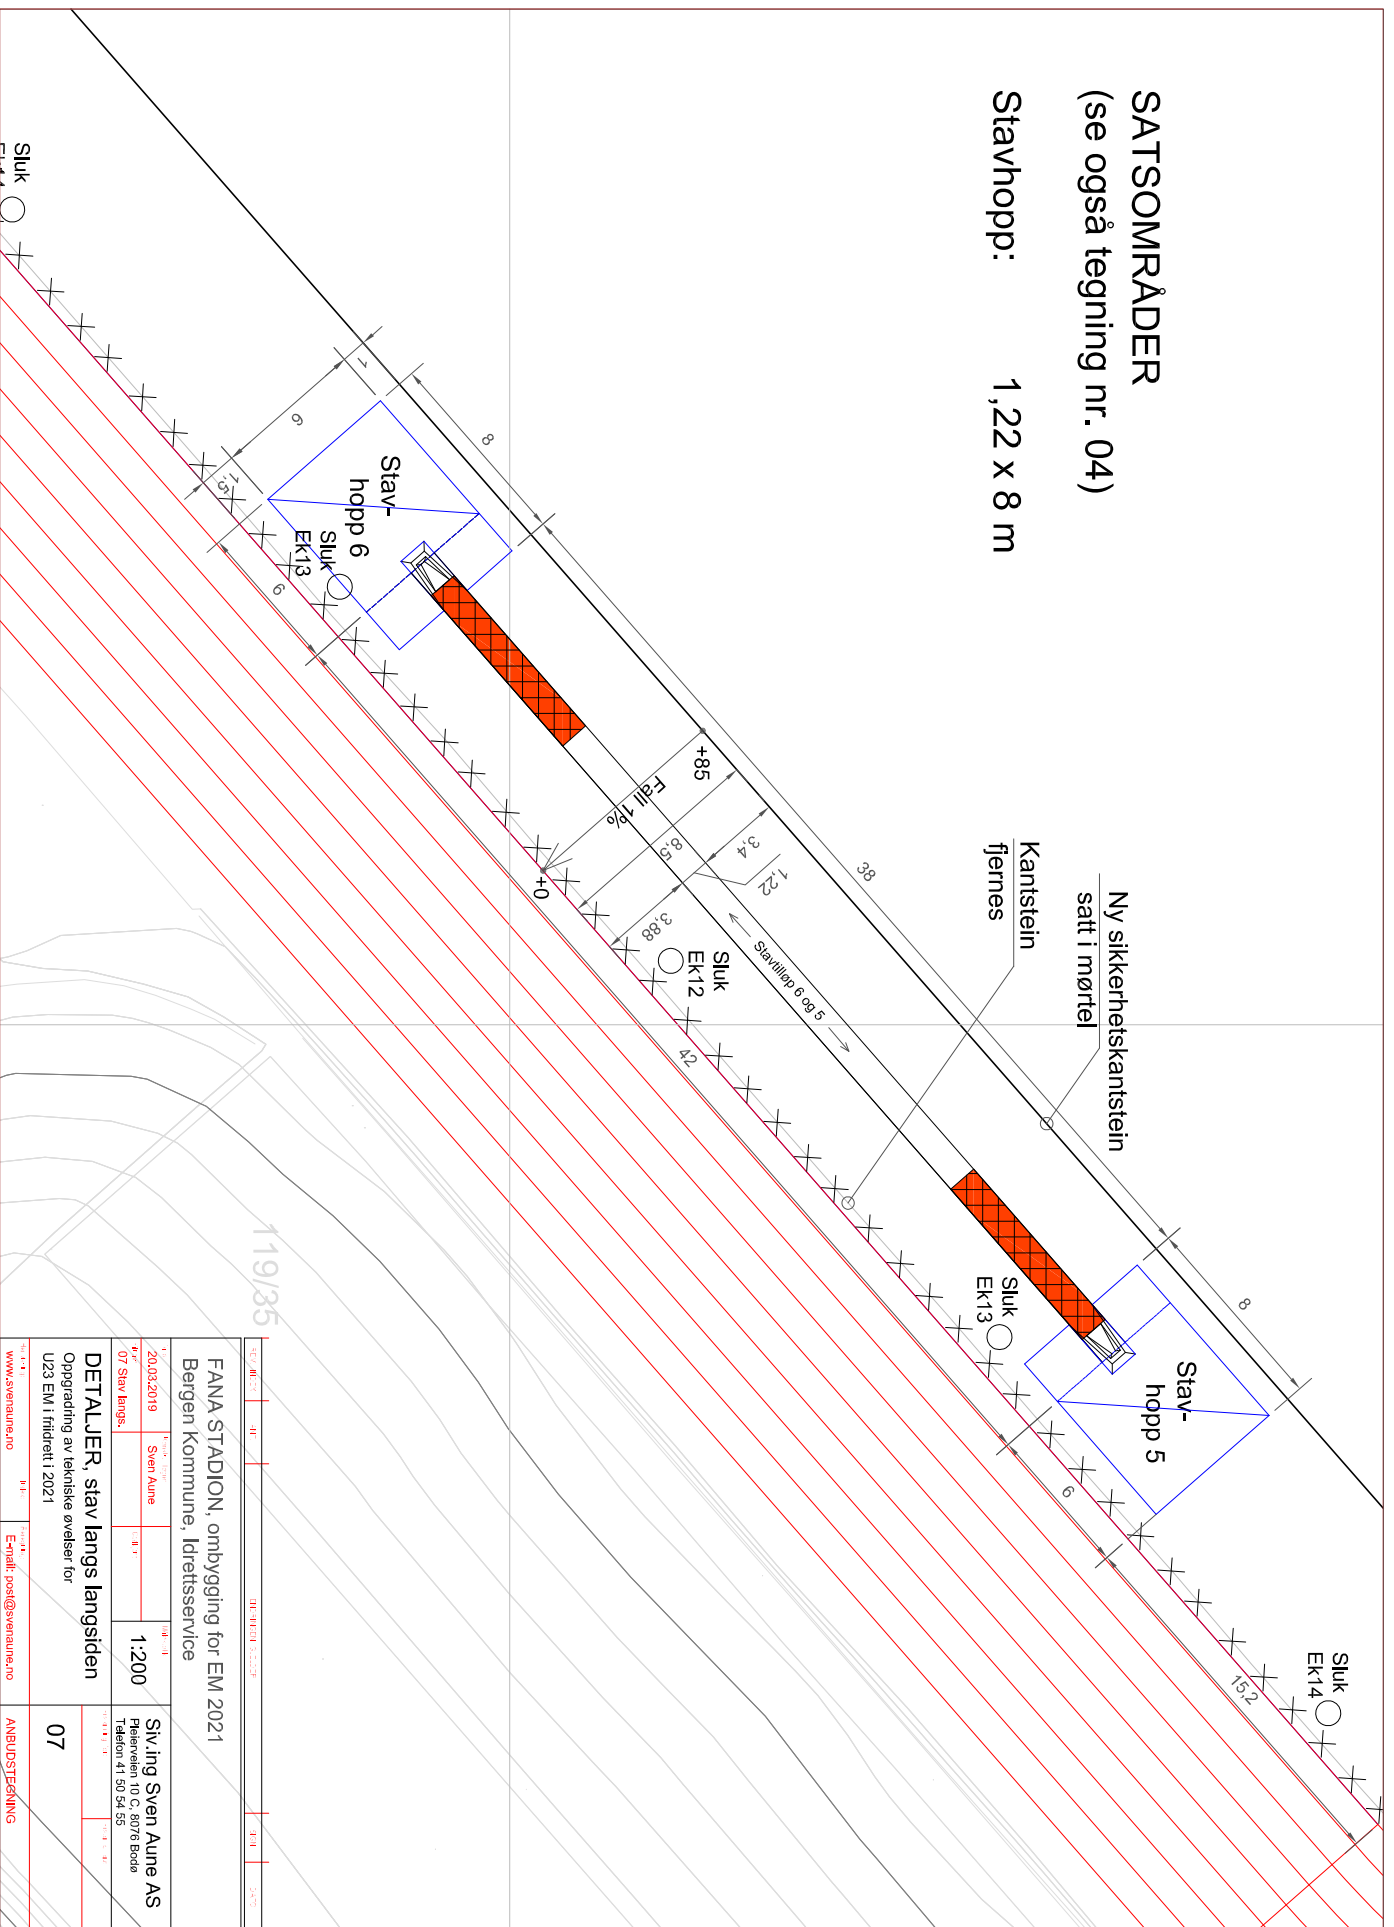 SATSOMRÅDER
(se også tegning nr. 04)
Stavhopp: 1,22 x 8 m
Ny sikkerhetskantstein
satt i mørtel
Kantstein
fjernes
Sluk
1
6
1,5
8
Stav-
hopp 6
Sluk
Ek13
6
38
+85
Fall 1%
+0
8,5
3,4
1,22
3,88
Stavtilløp 6 og 5
Sluk
Ek12
42
Sluk
Ek13
8
Stav-
hopp 5
6
15,2
Sluk
Ek14
119/35
FANA STADION, ombygging for EM 2021
Bergen Kommune, Idrettsservice
20.03.2019
Sven Aune
07 Stav langs.
1:200
Siv.ing Sven Aune AS
Pleierveien 10 C, 8076 Bodø
Telefon 41 50 54 55
DETALJER, stav langs langsiden
Oppgradring av tekniske øvelser for
U23 EM i friidrett i 2021
07
www.svenaune.no
E-mail: post@svenaune.no
ANBUDSTEGNING